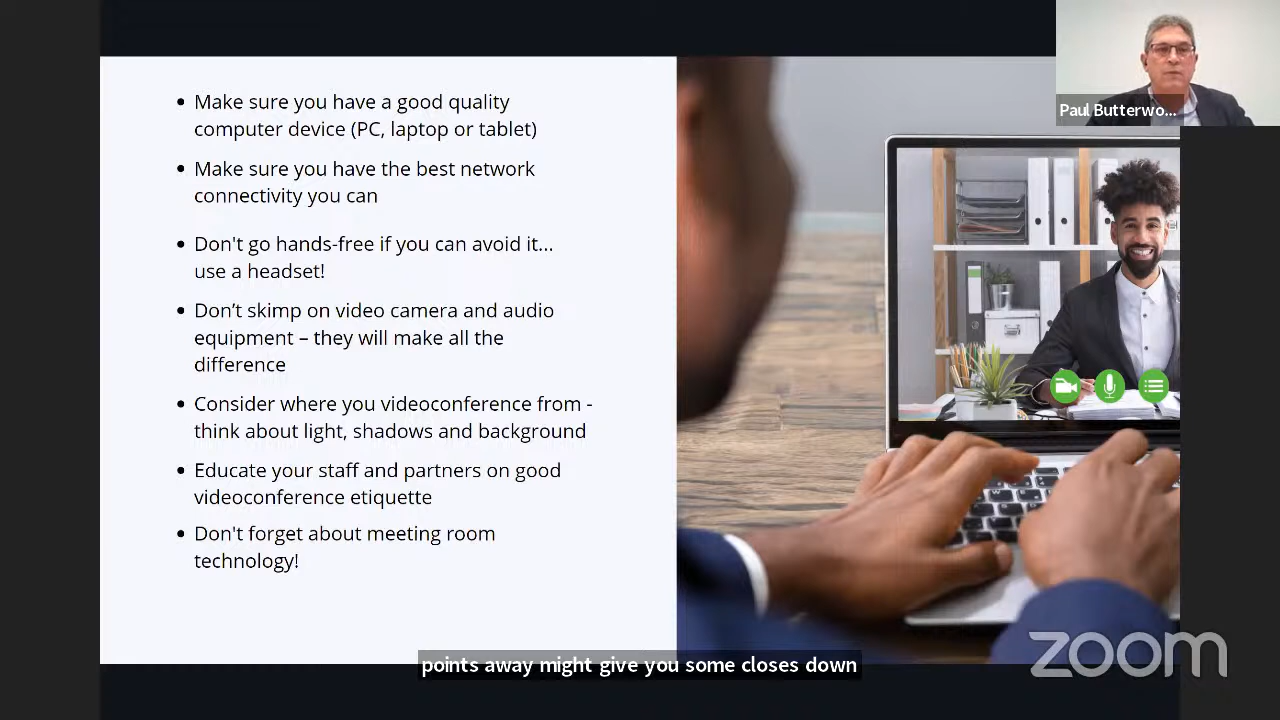 Paul Butterwo...
• Make sure you have a good quality
computer device (PC, laptop or tablet)
• Make sure you have the best network
connectivity you can
• Don't go hands-free if you can avoid it...
use a headset!
• Don’t skimp on video camera and audio
equipment – they will make all the
difference
• Consider where you videoconference from -
think about light, shadows and background
• Educate your staff and partners on good
videoconference etiquette
• Don't forget about meeting room
technology!
points away might give you some closes down
zoom